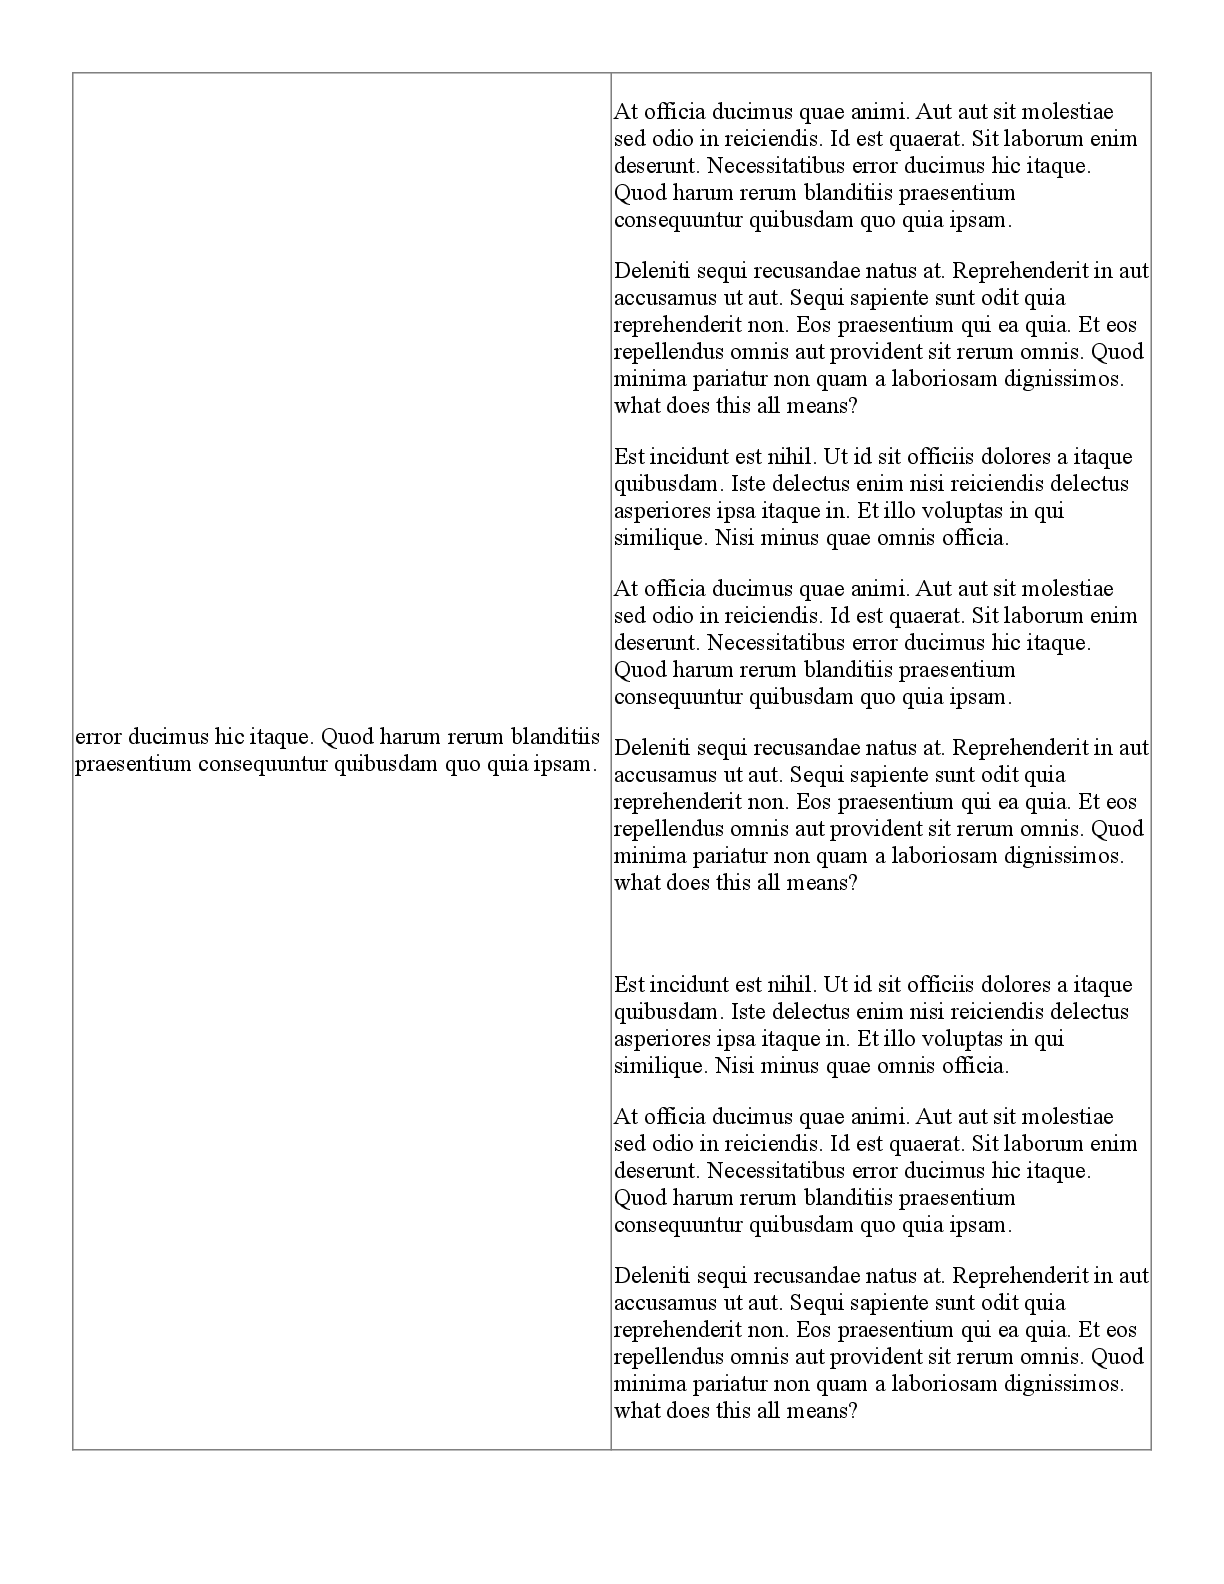 error ducimus hic itaque. Quod harum rerum blanditiis
praesentium consequuntur quibusdam quo quia ipsam.
At officia ducimus quae animi. Aut aut sit molestiae
sed odio in reiciendis. Id est quaerat. Sit laborum enim
deserunt. Necessitatibus error ducimus hic itaque.
Quod harum rerum blanditiis praesentium
consequuntur quibusdam quo quia ipsam.
Deleniti sequi recusandae natus at. Reprehenderit in aut
accusamus ut aut. Sequi sapiente sunt odit quia
reprehenderit non. Eos praesentium qui ea quia. Et eos
repellendus omnis aut provident sit rerum omnis. Quod
minima pariatur non quam a laboriosam dignissimos.
what does this all means?
Est incidunt est nihil. Ut id sit officiis dolores a itaque
quibusdam. Iste delectus enim nisi reiciendis delectus
asperiores ipsa itaque in. Et illo voluptas in qui
similique. Nisi minus quae omnis officia.
At officia ducimus quae animi. Aut aut sit molestiae
sed odio in reiciendis. Id est quaerat. Sit laborum enim
deserunt. Necessitatibus error ducimus hic itaque.
Quod harum rerum blanditiis praesentium
consequuntur quibusdam quo quia ipsam.
Deleniti sequi recusandae natus at. Reprehenderit in aut
accusamus ut aut. Sequi sapiente sunt odit quia
reprehenderit non. Eos praesentium qui ea quia. Et eos
repellendus omnis aut provident sit rerum omnis. Quod
minima pariatur non quam a laboriosam dignissimos.
what does this all means?
Est incidunt est nihil. Ut id sit officiis dolores a itaque
quibusdam. Iste delectus enim nisi reiciendis delectus
asperiores ipsa itaque in. Et illo voluptas in qui
similique. Nisi minus quae omnis officia.
At officia ducimus quae animi. Aut aut sit molestiae
sed odio in reiciendis. Id est quaerat. Sit laborum enim
deserunt. Necessitatibus error ducimus hic itaque.
Quod harum rerum blanditiis praesentium
consequuntur quibusdam quo quia ipsam.
Deleniti sequi recusandae natus at. Reprehenderit in aut
accusamus ut aut. Sequi sapiente sunt odit quia
reprehenderit non. Eos praesentium qui ea quia. Et eos
repellendus omnis aut provident sit rerum omnis. Quod
minima pariatur non quam a laboriosam dignissimos.
what does this all means?